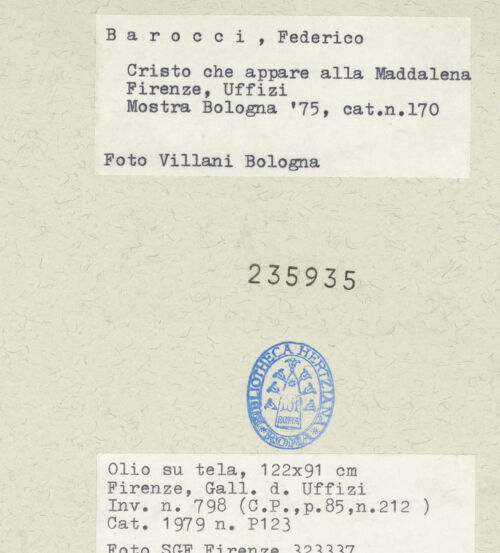 B a r o c c i , Federico
Cristo che appare alla Maddalena
Firenze, Uffizi
Mostra Bologna '75, cat.n.170
Foto Villani Bologna
235935
BIBLIOTHECA HERTZIANA
ROMA
Olio su tela, 122x91 cm
Firenze, Gall. d. Uffizi
Inv. n. 798 (C.P.,p.85,n.212 )
Cat. 1979 n. P123
Foto SGF Firenze 323337